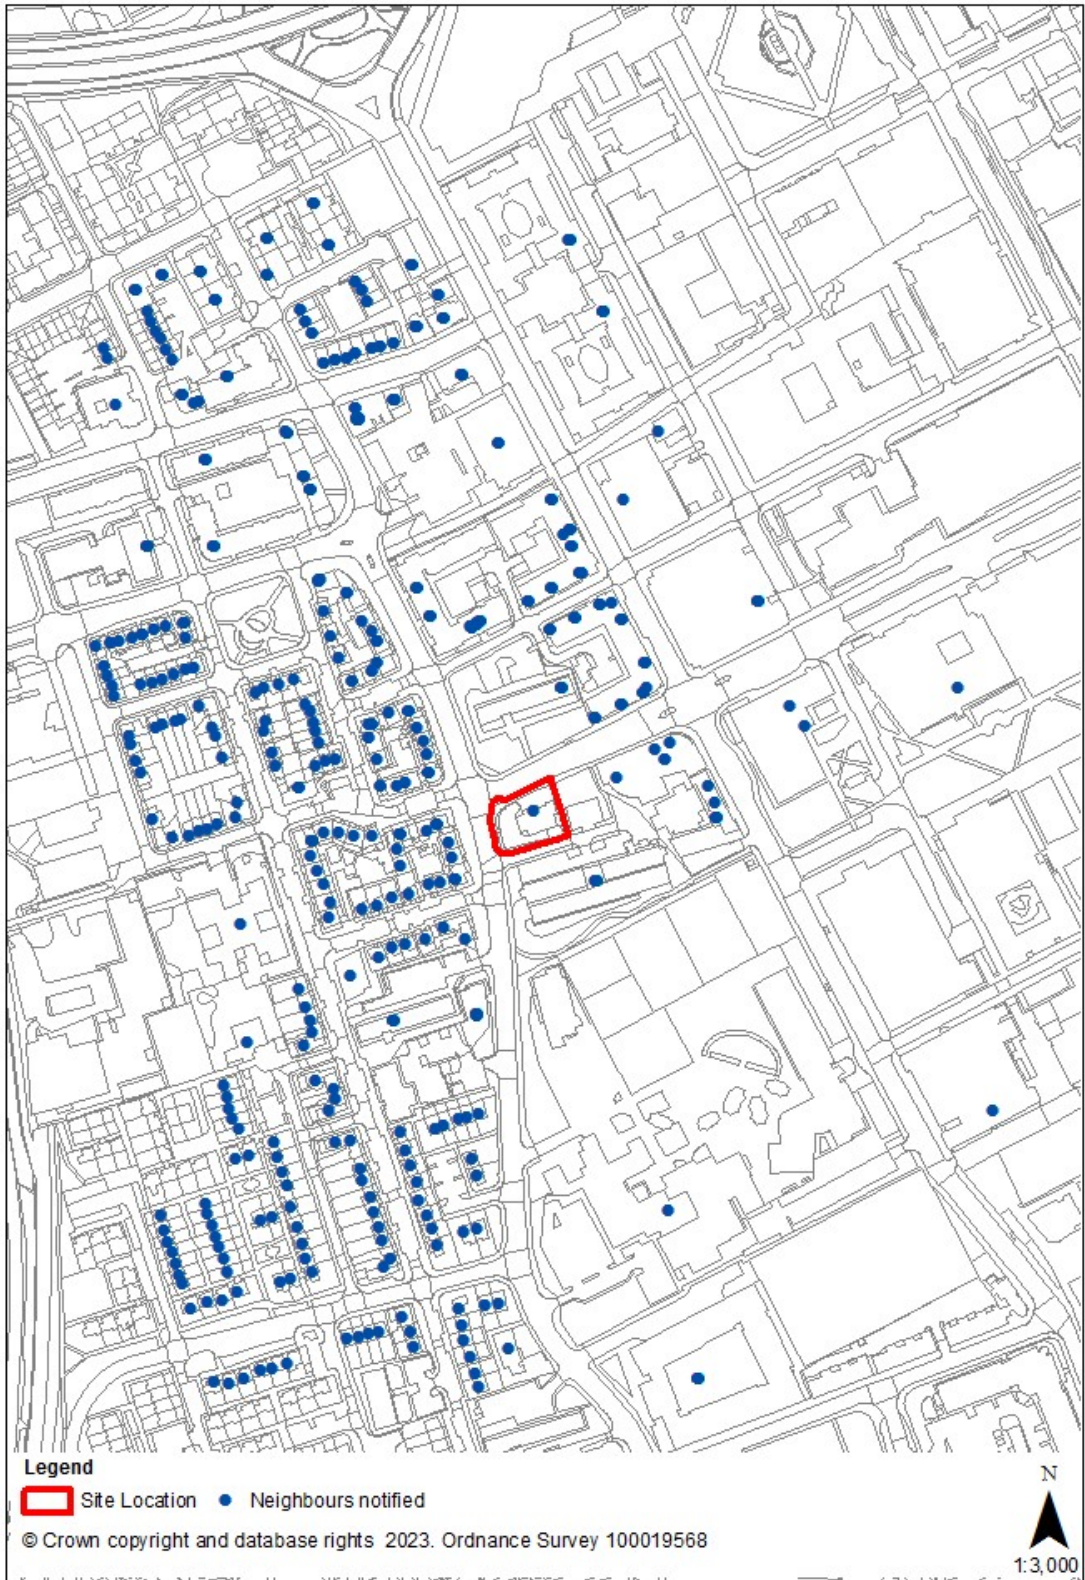 Legend
Site Location
Neighbours notified
© Crown copyright and database rights 2023. Ordnance Survey 100019568
N
1:3,000